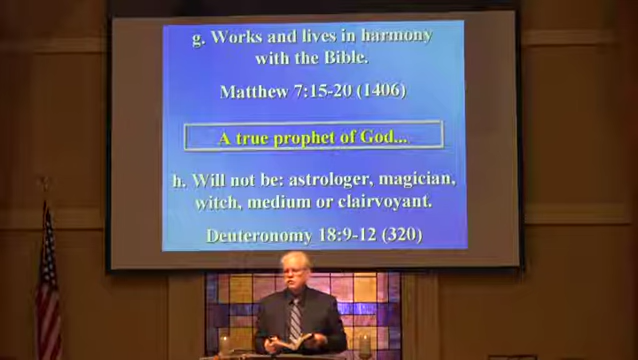 g. Works and lives in harmony
with the Bible.
Matthew 7:15-20 (1406)
A true prophet of God...
h. Will not be: astrologer, magician,
witch, medium or clairvoyant.
Deuteronomy 18:9-12 (320)